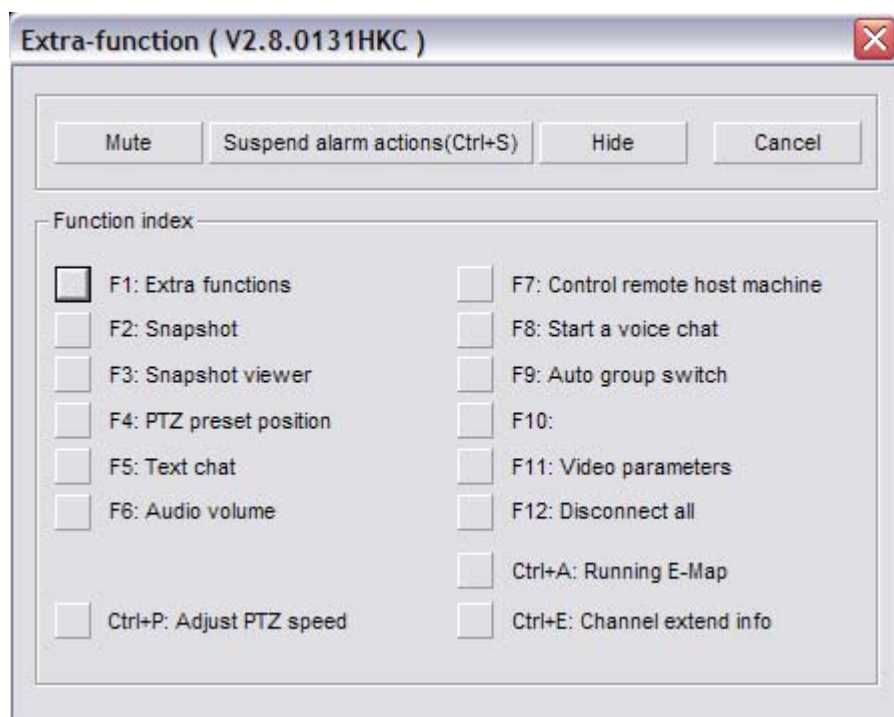 Extra-function ( V2.8.0131HKC )
Mute
Suspend alarm actions(Ctrl+S)
Hide
Cancel
Function index
F1: Extra functions
F2: Snapshot
F3: Snapshot viewer
F4: PTZ preset position
F5: Text chat
F6: Audio volume
Ctrl+P: Adjust PTZ speed
F7: Control remote host machine
F8: Start a voice chat
F9: Auto group switch
F10:
F11: Video parameters
F12: Disconnect all
Ctrl+A: Running E-Map
Ctrl+E: Channel extend info